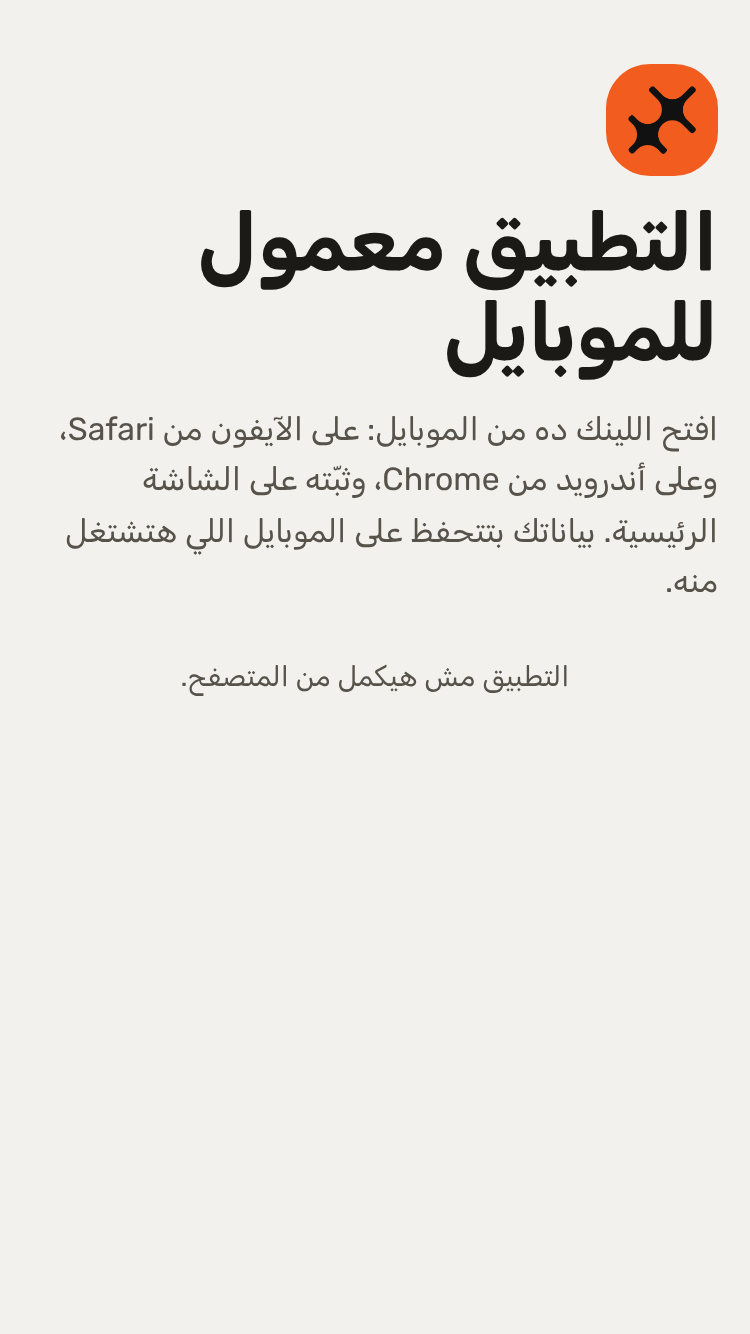 التطبيق معمول
للموبايل
افتح اللينك ده من الموبايل: على الآيفون من Safari،
وعلى أندرويد من Chrome، وثبّته على الشاشة
الرئيسية. بياناتك بتتحفظ على الموبايل اللي هتشتغل
منه.
التطبيق مش هيكمل من المتصفح.